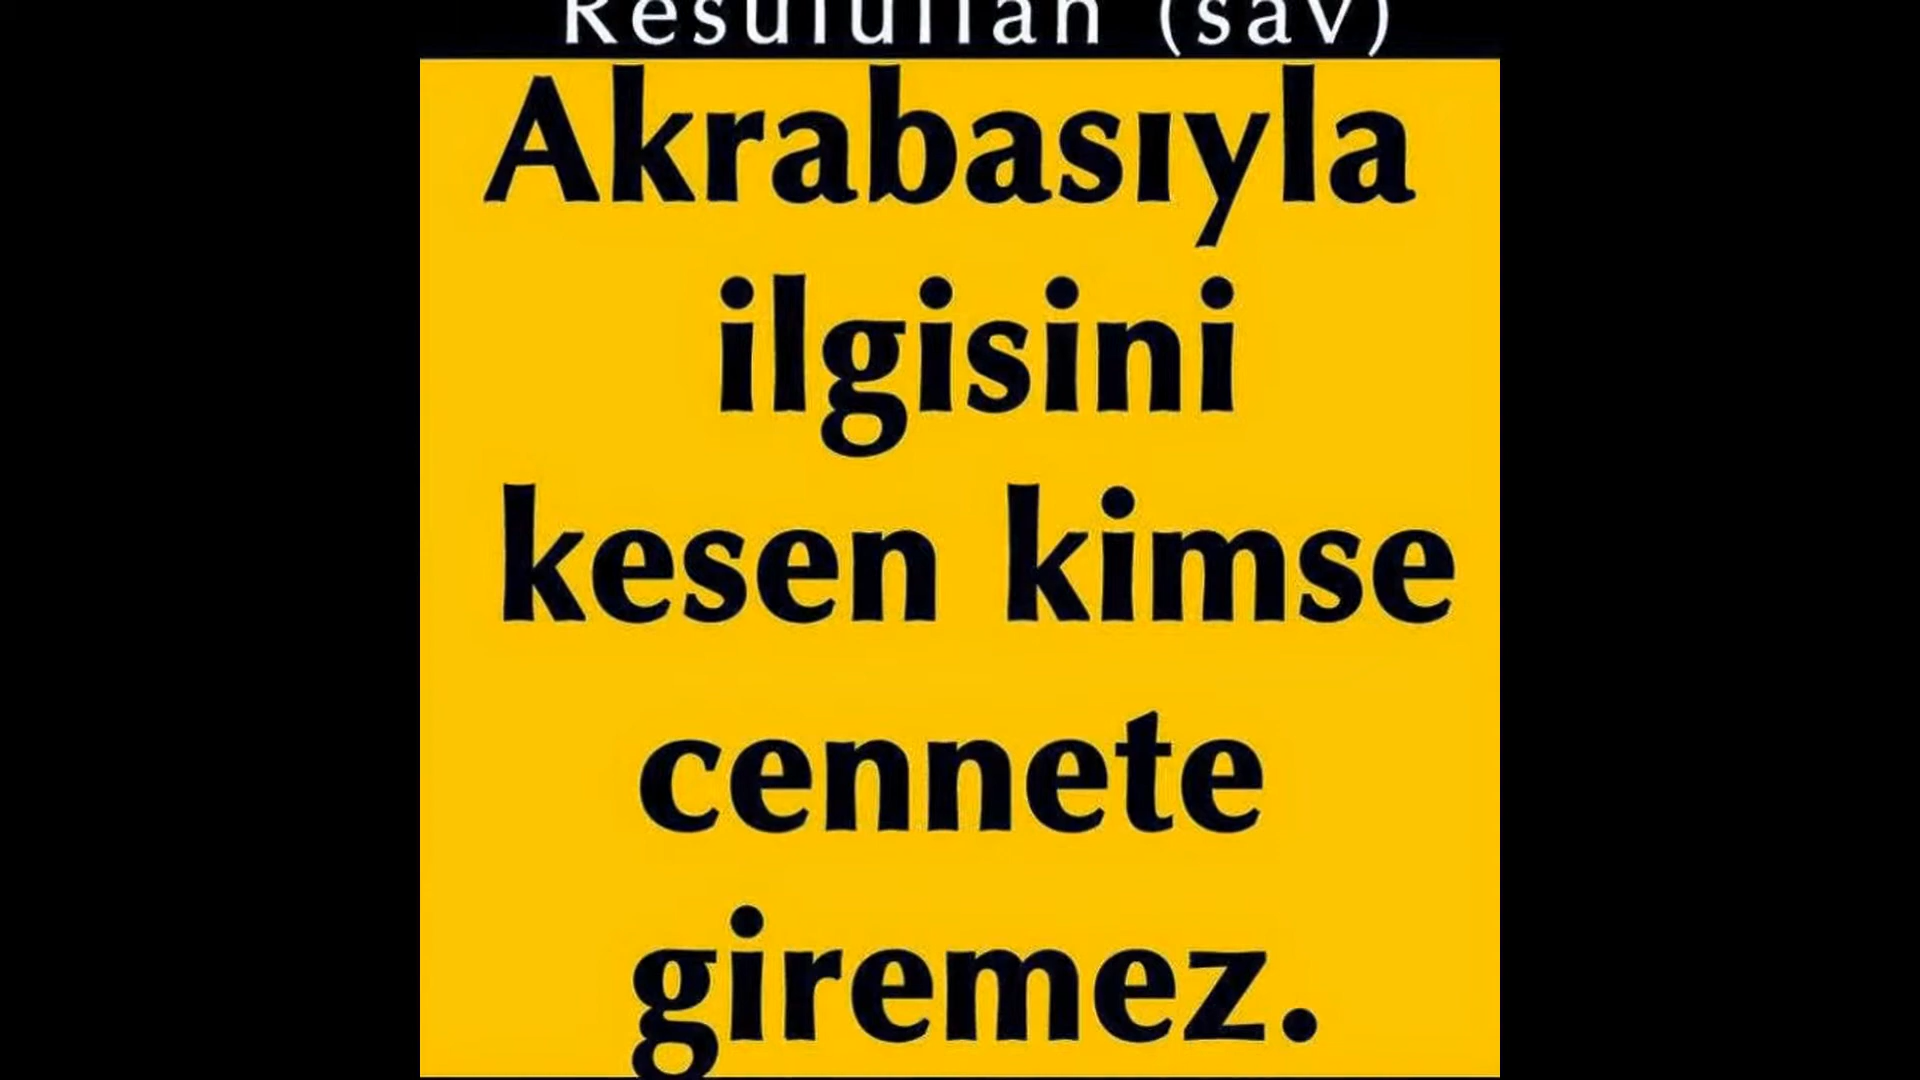 Resulullah (sav)
Akrabasıyla
ilgisini
kesen kimse
cennete
giremez.